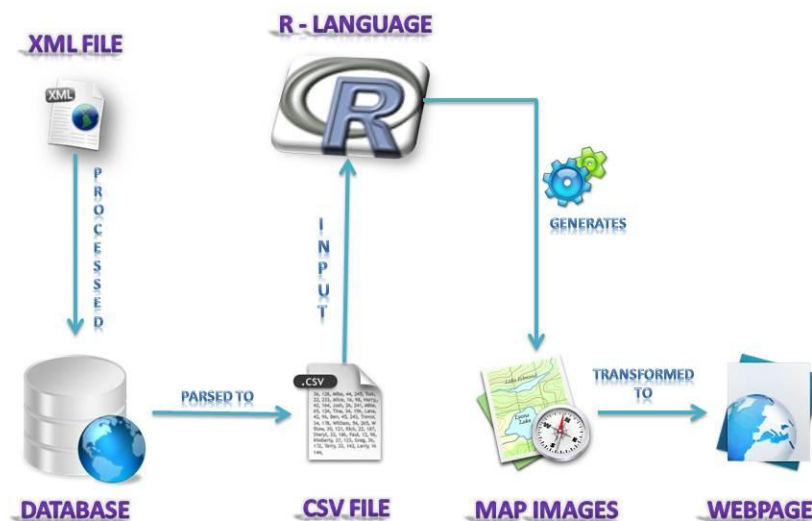 XML FILE
R - LANGUAGE
XML
R
PROCESSED
INPUT
GENERATES
PARSED TO
.CSV
TRANSFORMED
TO
DATABASE
CSV FILE
MAP IMAGES
WEBPAGE